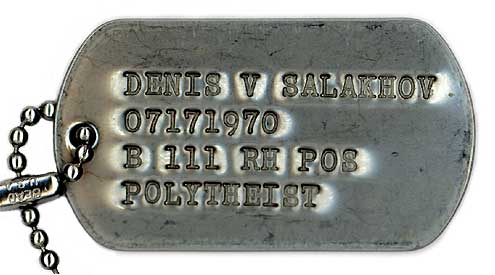 DENIS V SALAKHOV
07171970
B 111 RH POS
POLYTHEIST